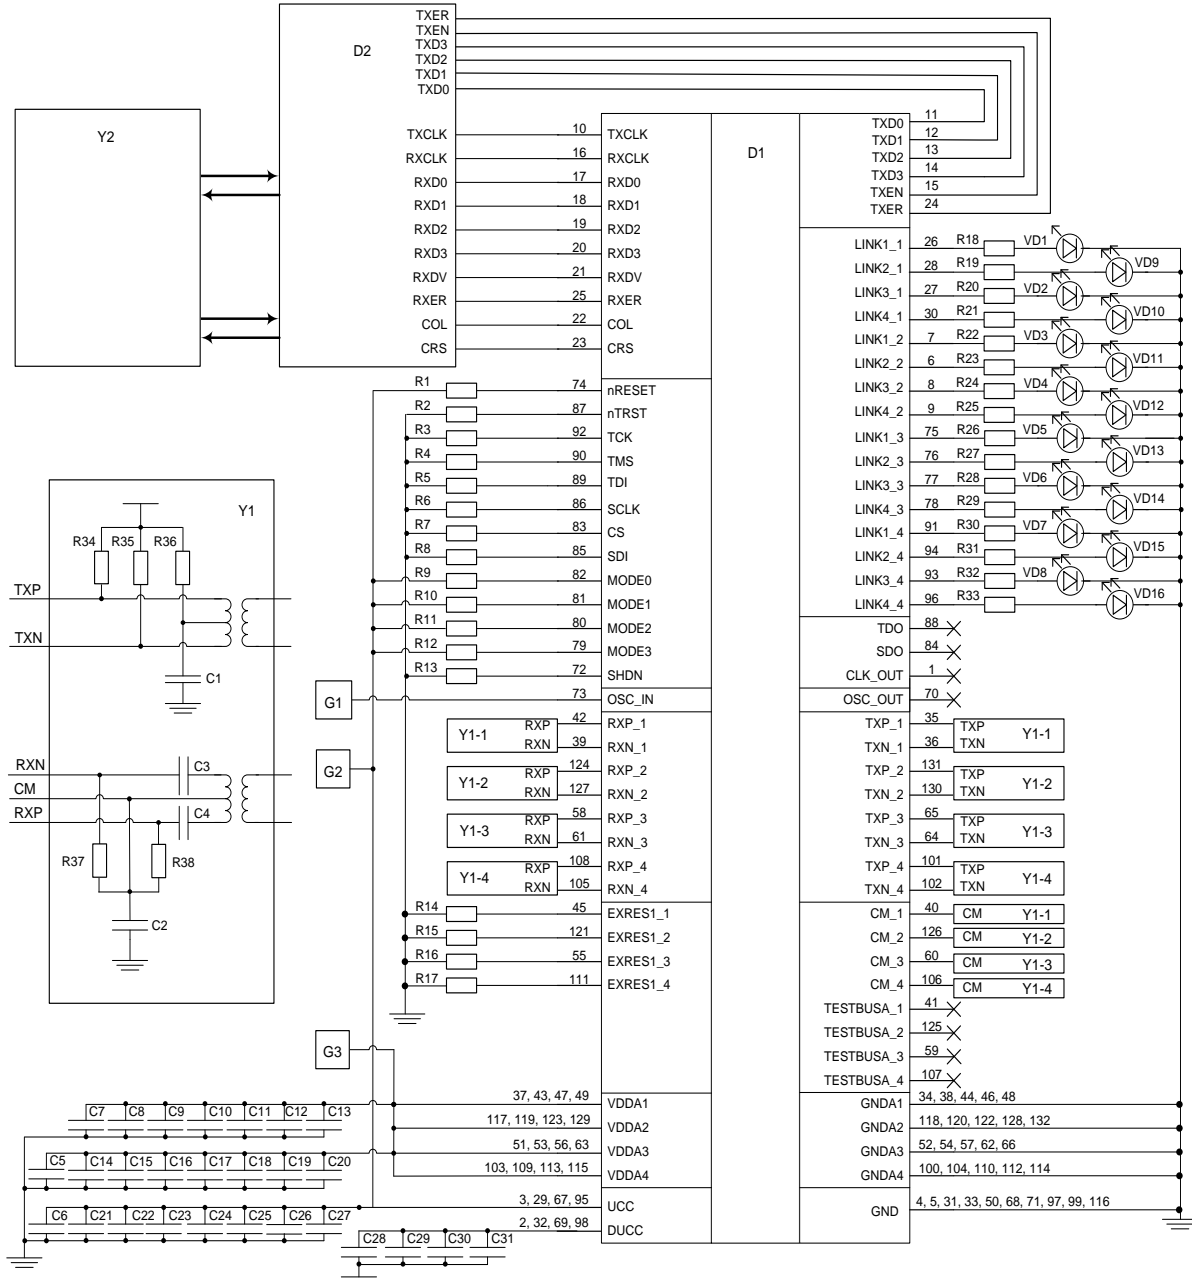 TXER
TXEN
TXD3
TXD2
TXD1
TXD0
D2
Y2
TXCLK
RXCLK
RXD0
RXD1
RXD2
RXD3
RXDV
RXER
COL
CRS
10 TXCLK
16 RXCLK
17 RXD0
18 RXD1
19 RXD2
20 RXD3
21 RXDV
25 RXER
22 COL
23 CRS
D1
TXD0 11
TXD1 12
TXD2 13
TXD3 14
TXEN 15
TXER 24
LINK1_1 26 R18 VD1
LINK2_1 28 R19 VD9
LINK3_1 27 R20 VD2
LINK4_1 30 R21 VD10
LINK1_2 7 R22 VD3
LINK2_2 6 R23 VD11
LINK3_2 8 R24 VD4
LINK4_2 9 R25 VD12
LINK1_3 75 R26 VD5
LINK2_3 76 R27 VD13
LINK3_3 77 R28 VD6
LINK4_3 78 R29 VD14
LINK1_4 91 R30 VD7
LINK2_4 94 R31 VD15
LINK3_4 93 R32 VD8
LINK4_4 96 R33 VD16
R1 74 nRESET
R2 87 nTRST
R3 92 TCK
R4 90 TMS
R5 89 TDI
R6 86 SCLK
R7 83 CS
R8 85 SDI
R9 82 MODE0
R10 81 MODE1
R11 80 MODE2
R12 79 MODE3
R13 72 SHDN
G1 73 OSC_IN
TDO 88
SDO 84
CLK_OUT 1
OSC_OUT 70
Y1
R34 R35 R36
TXP
TXN
C1
RXN
CM
RXP
C3
C4
R37 R38
C2
G2
Y1-1 RXP 42 RXP_1
RXN 39 RXN_1
Y1-2 RXP 124 RXP_2
RXN 127 RXN_2
Y1-3 RXP 58 RXP_3
RXN 61 RXN_3
Y1-4 RXP 108 RXP_4
RXN 105 RXN_4
TXP_1 35 TXP Y1-1
TXN_1 36 TXN
TXP_2 131 TXP Y1-2
TXN_2 130 TXN
TXP_3 65 TXP Y1-3
TXN_3 64 TXN
TXP_4 101 TXP Y1-4
TXN_4 102 TXN
R14 45 EXRES1_1
R15 121 EXRES1_2
R16 55 EXRES1_3
R17 111 EXRES1_4
CM_1 40 CM Y1-1
CM_2 126 CM Y1-2
CM_3 60 CM Y1-3
CM_4 106 CM Y1-4
TESTBUSA_1 41
TESTBUSA_2 125
TESTBUSA_3 59
TESTBUSA_4 107
G3
37, 43, 47, 49 VDDA1
117, 119, 123, 129 VDDA2
51, 53, 56, 63 VDDA3
103, 109, 113, 115 VDDA4
3, 29, 67, 95 UCC
2, 32, 69, 98 DUCC
GNDA1 34, 38, 44, 46, 48
GNDA2 118, 120, 122, 128, 132
GNDA3 52, 54, 57, 62, 66
GNDA4 100, 104, 110, 112, 114
GND 4, 5, 31, 33, 50, 68, 71, 97, 99, 116
C7 C8 C9 C10 C11 C12 C13
C5 C14 C15 C16 C17 C18 C19 C20
C6 C21 C22 C23 C24 C25 C26 C27
C28 C29 C30 C31